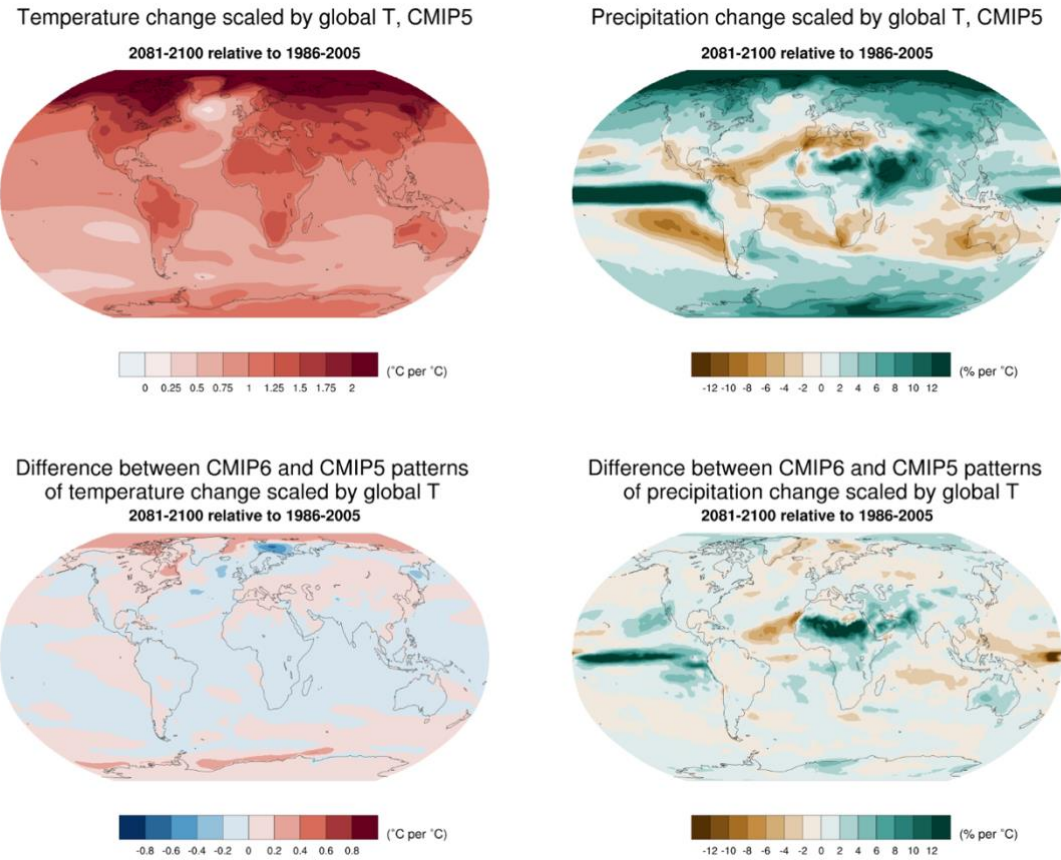 Temperature change scaled by global T, CMIP5
2081-2100 relative to 1986-2005
0 0.25 0.5 0.75 1 1.25 1.5 1.75 2
(˚C per ˚C)
Precipitation change scaled by global T, CMIP5
2081-2100 relative to 1986-2005
-12 -10 -8 -6 -4 -2 0 2 4 6 8 10 12
(% per ˚C)
Difference between CMIP6 and CMIP5 patterns
of temperature change scaled by global T
2081-2100 relative to 1986-2005
-0.8 -0.6 -0.4 -0.2 0 0.2 0.4 0.6 0.8
(˚C per ˚C)
Difference between CMIP6 and CMIP5 patterns
of precipitation change scaled by global T
2081-2100 relative to 1986-2005
-12 -10 -8 -6 -4 -2 0 2 4 6 8 10 12
(% per ˚C)